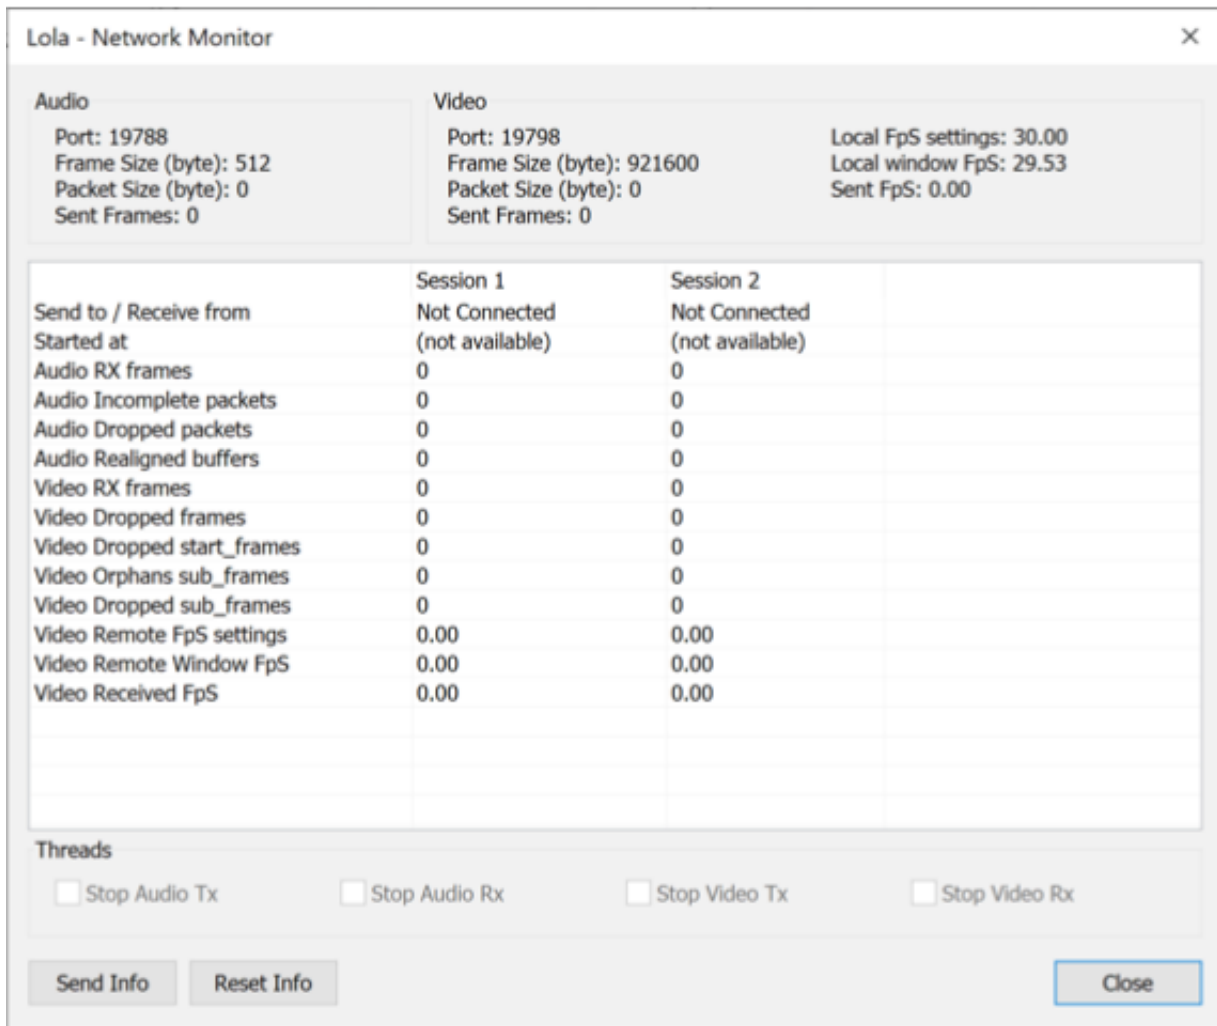 Lola - Network Monitor
Audio
Port: 19788
Frame Size (byte): 512
Packet Size (byte): 0
Sent Frames: 0
Video
Port: 19798
Frame Size (byte): 921600
Packet Size (byte): 0
Sent Frames: 0
Local FpS settings: 30.00
Local window FpS: 29.53
Sent FpS: 0.00
Session 1 Session 2
Send to / Receive from Not Connected Not Connected
Started at (not available) (not available)
Audio RX frames 0 0
Audio Incomplete packets 0 0
Audio Dropped packets 0 0
Audio Realigned buffers 0 0
Video RX frames 0 0
Video Dropped frames 0 0
Video Dropped start_frames 0 0
Video Orphans sub_frames 0 0
Video Dropped sub_frames 0 0
Video Remote FpS settings 0.00 0.00
Video Remote Window FpS 0.00 0.00
Video Received FpS 0.00 0.00
Threads
Stop Audio Tx Stop Audio Rx Stop Video Tx Stop Video Rx
Send Info Reset Info Close